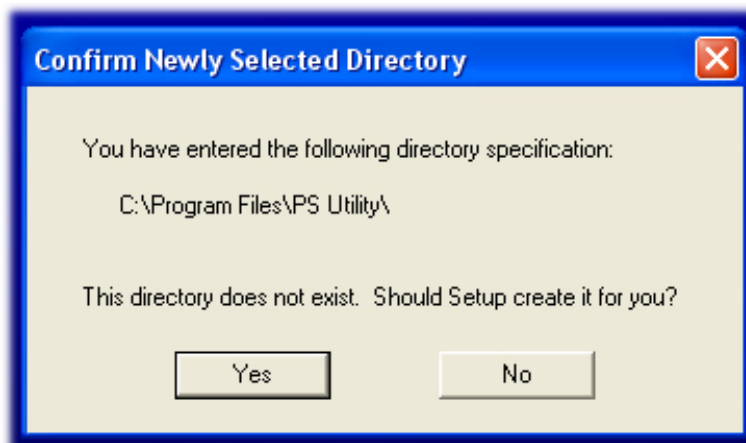 Confirm Newly Selected Directory
You have entered the following directory specification:
C:\Program Files\PS Utility\
This directory does not exist.  Should Setup create it for you?
Yes
No